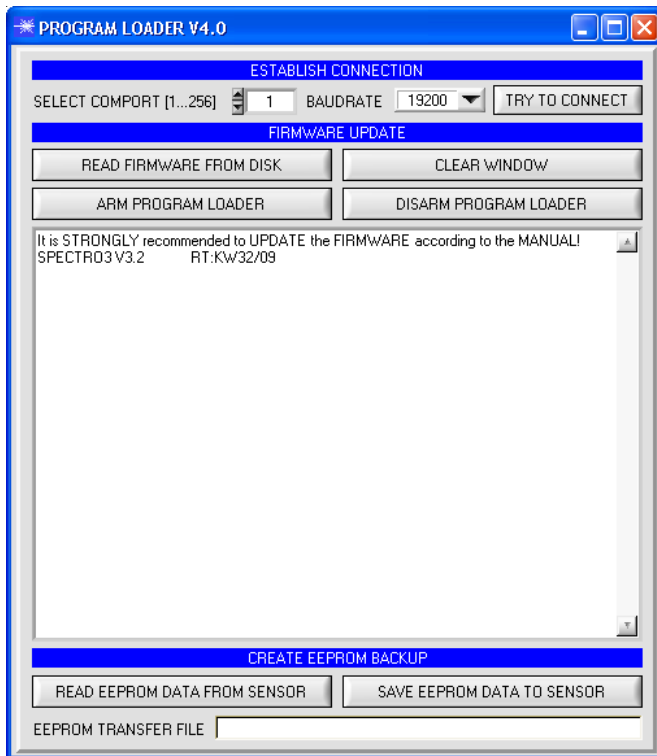 PROGRAM LOADER V4.0
ESTABLISH CONNECTION
SELECT COMPORT [1...256] 1 BAUDRATE 19200 TRY TO CONNECT
FIRMWARE UPDATE
READ FIRMWARE FROM DISK CLEAR WINDOW
ARM PROGRAM LOADER DISARM PROGRAM LOADER
It is STRONGLY recommended to UPDATE the FIRMWARE according to the MANUAL!
SPECTRO3 V3.2 RT:KW32/09
CREATE EEPROM BACKUP
READ EEPROM DATA FROM SENSOR SAVE EEPROM DATA TO SENSOR
EEPROM TRANSFER FILE